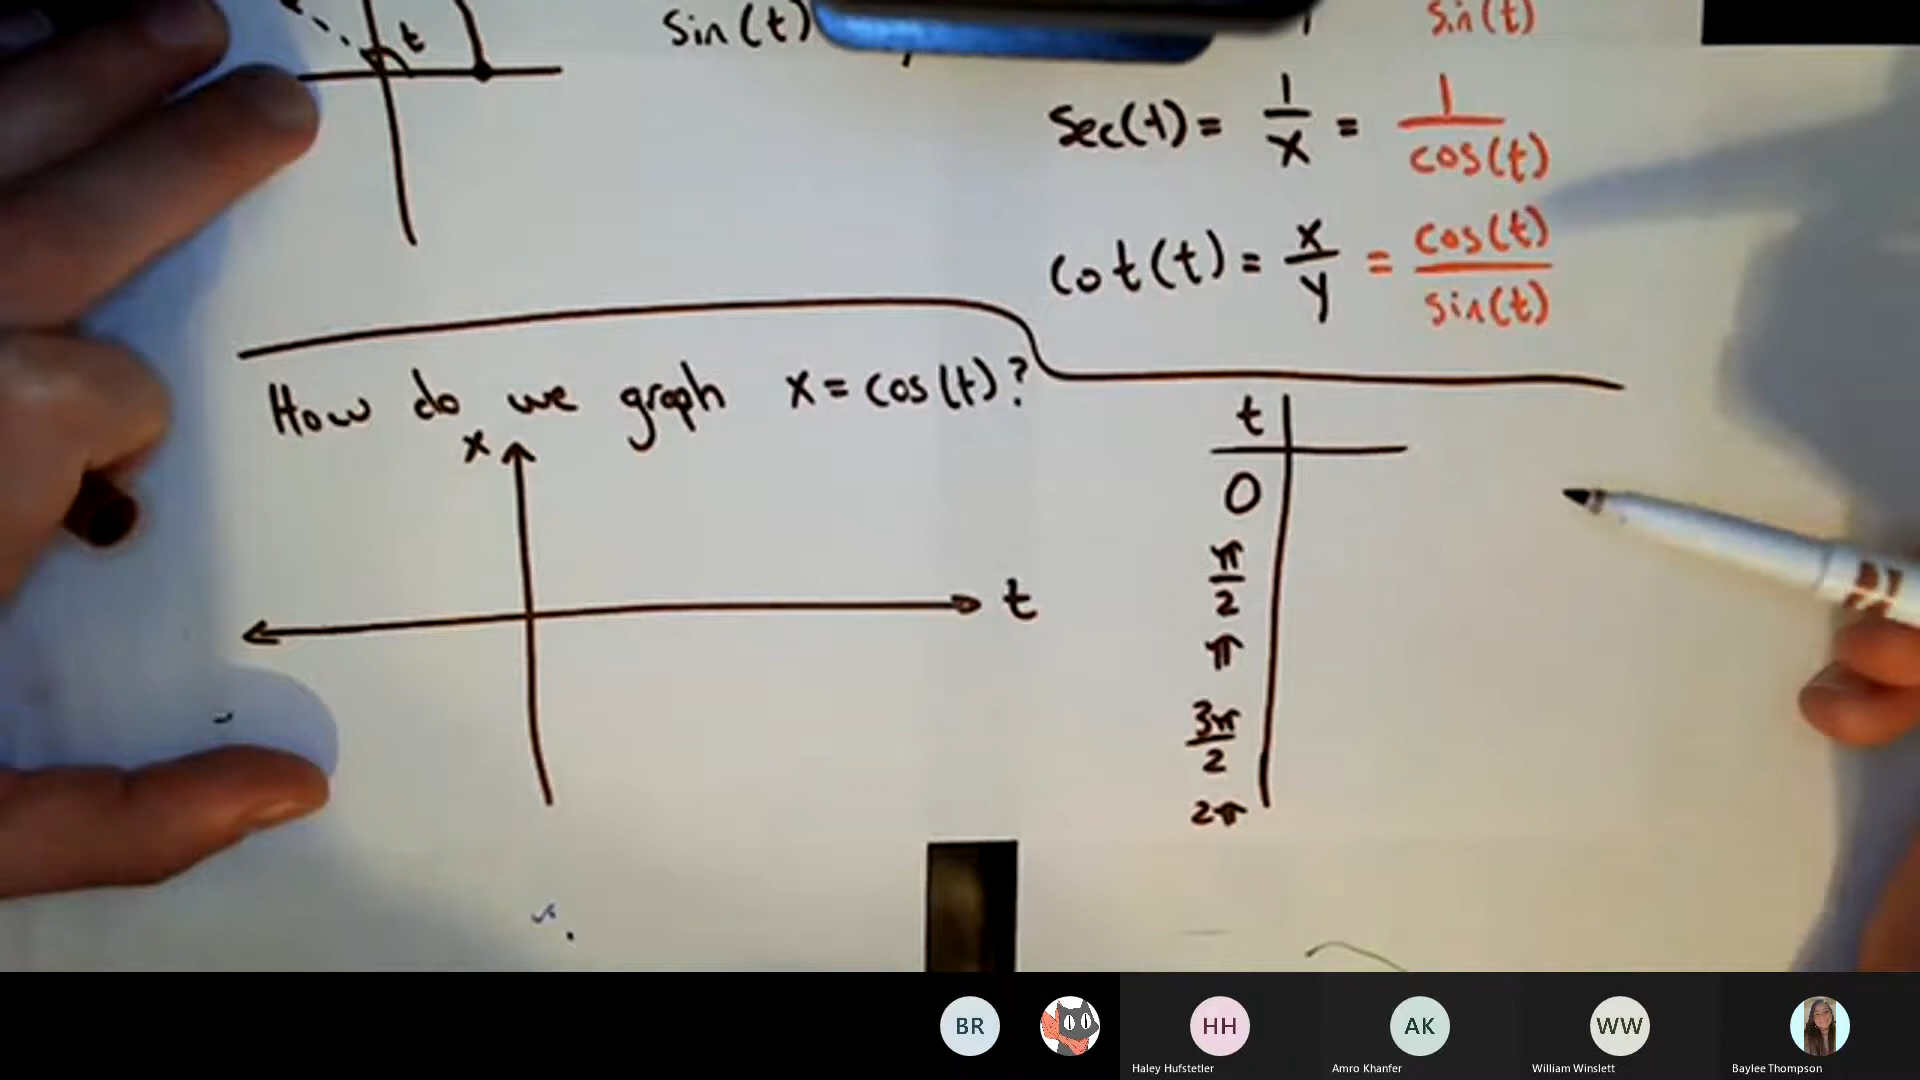 t
sin(t)
sin(t)
Sec(t) = 1/x = 1/cos(t)
Cot(t) = x/y = cos(t)/sin(t)
How do we graph x = cos(t)?
x
t
t
0
π/2
π
3π/2
2π
BR
HH
AK
WW
Haley Hufstetler
Amro Khanfer
William Winslett
Baylee Thompson